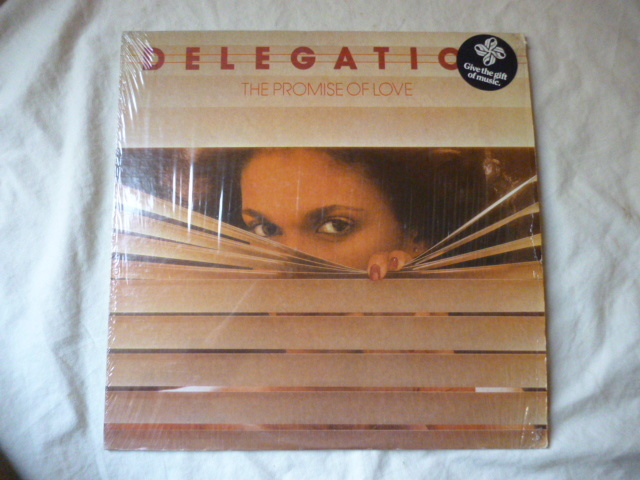 DELEGATIO
THE PROMISE OF LOVE
Give the gift
of music.